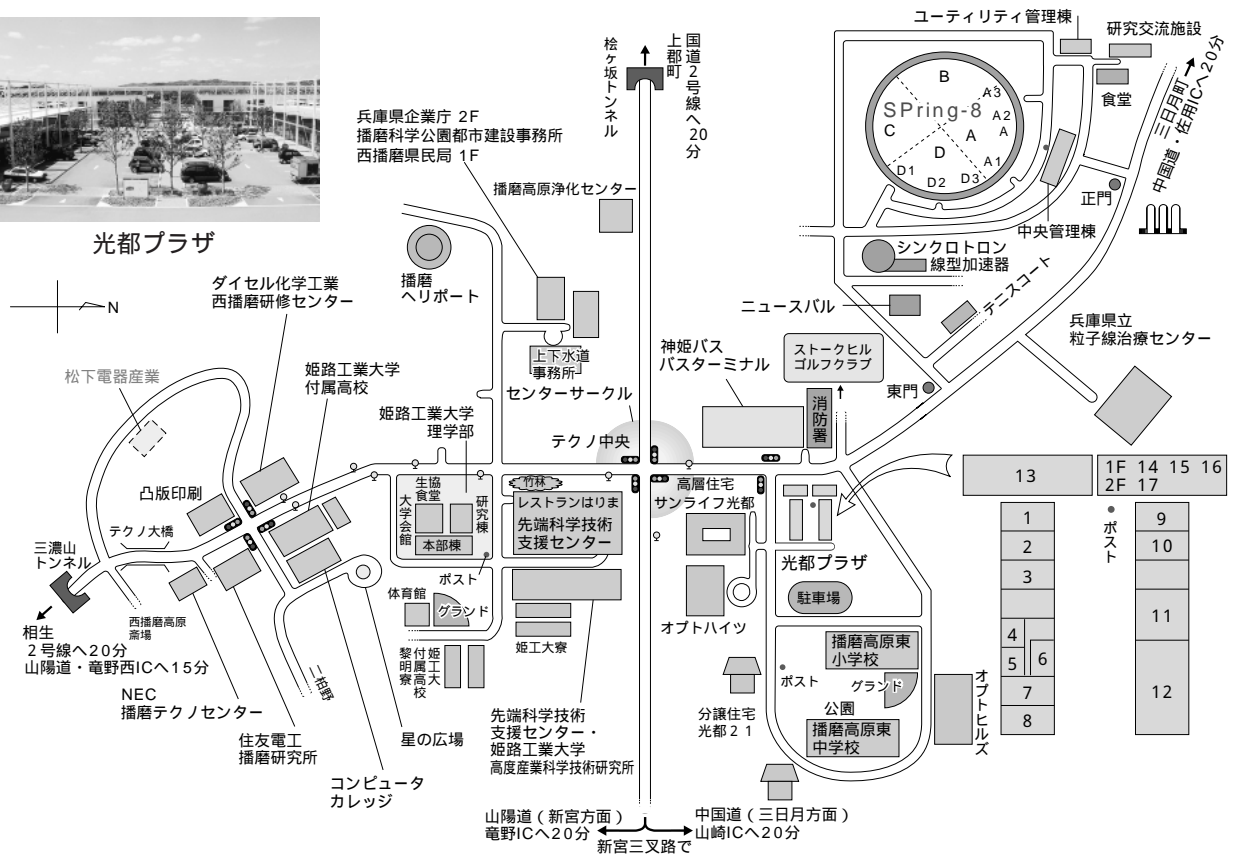 光都プラザ
N
桧ヶ坂トンネル
上郡町
国道2号線へ20分
兵庫県企業庁 2F
播磨科学公園都市建設事務所
西播磨県民局 1F
播磨高原浄化センター
播磨
ヘリポート
上下水道
事務所
ダイセル化学工業
西播磨研修センター
松下電器産業
姫路工業大学
付属高校
姫路工業大学
理学部
センターサークル
テクノ中央
神姫バス
バスターミナル
ストークヒル
ゴルフクラブ
消防署
ユーティリティ管理棟
研究交流施設
食堂
SPring-8
B
C
D
A
A3
A2
A
A1
D1
D2
D3
中央管理棟
正門
中国道・三日月町
佐用ICへ20分
シンクロトロン
線型加速器
ニュースバル
テニスコート
東門
兵庫県立
粒子線治療センター
凸版印刷
テクノ大橋
三濃山
トンネル
相生
2号線へ20分
山陽道・竜野西ICへ15分
西播磨高原
斎場
NEC
播磨テクノセンター
住友電工
播磨研究所
コンピュータ
カレッジ
二柏野
星の広場
大学会館
生協
食堂
研究棟
本部棟
ポスト
体育館
グランド
姫工大
付属高校
黎明寮
竹林
レストランはりま
先端科学技術
支援センター
姫工大寮
先端科学技術
支援センター・
姫路工業大学
高度産業科学技術研究所
高層住宅
サンライフ光都
オプトハイツ
分譲住宅
光都21
光都プラザ
駐車場
播磨高原東
小学校
ポスト
グランド
公園
播磨高原東
中学校
オプトヒルズ
山陽道(新宮方面)
竜野ICへ20分
中国道(三日月方面)
山崎ICへ20分
新宮三叉路で
13
1F 14 15 16
2F 17
ポスト
1
2
3
4
5
6
7
8
9
10
11
12